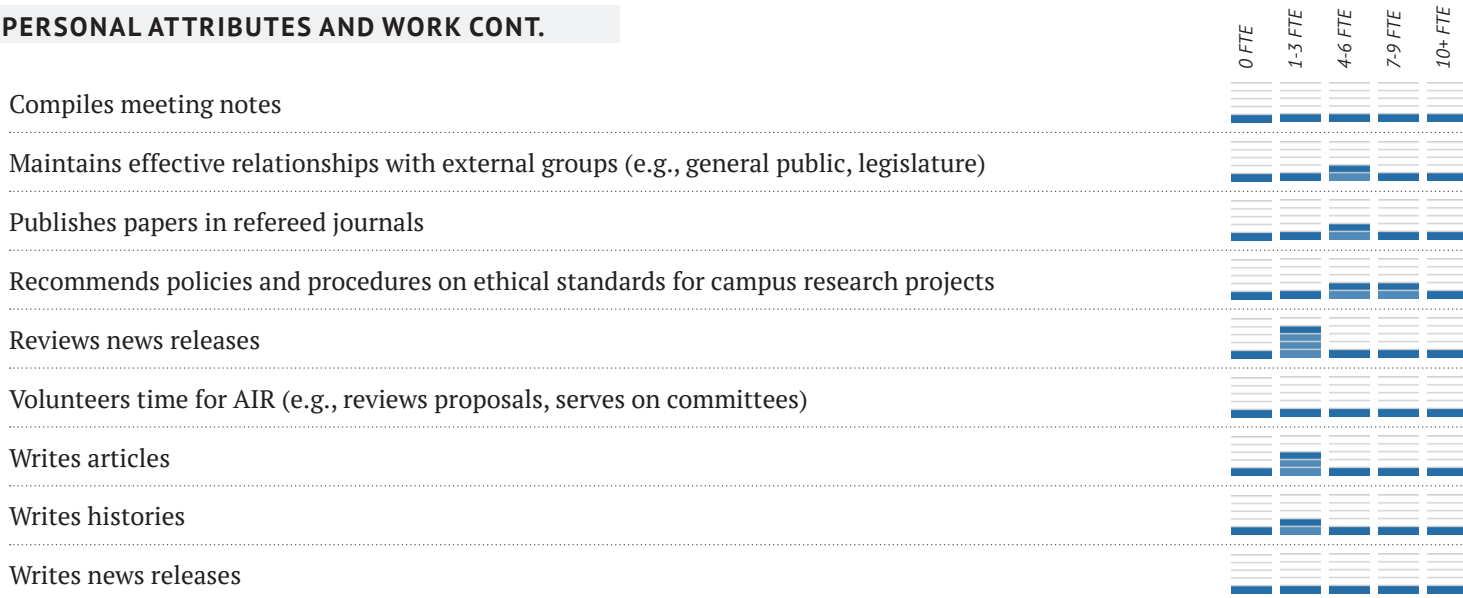 PERSONAL ATTRIBUTES AND WORK CONT.
0 FTE
1-3 FTE
4-6 FTE
7-9 FTE
10+ FTE
Compiles meeting notes
Maintains effective relationships with external groups (e.g., general public, legislature)
Publishes papers in refereed journals
Recommends policies and procedures on ethical standards for campus research projects
Reviews news releases
Volunteers time for AIR (e.g., reviews proposals, serves on committees)
Writes articles
Writes histories
Writes news releases